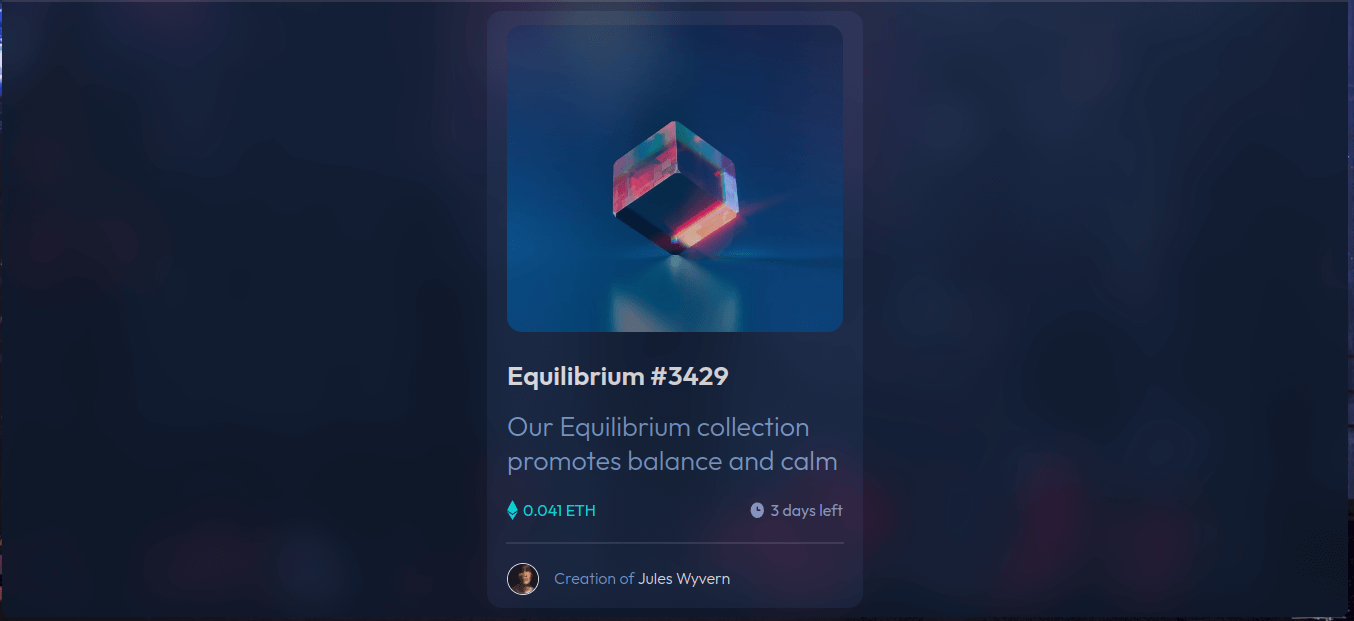 Equilibrium #3429
Our Equilibrium collection
promotes balance and calm
0.041 ETH
3 days left
Creation of Jules Wyvern